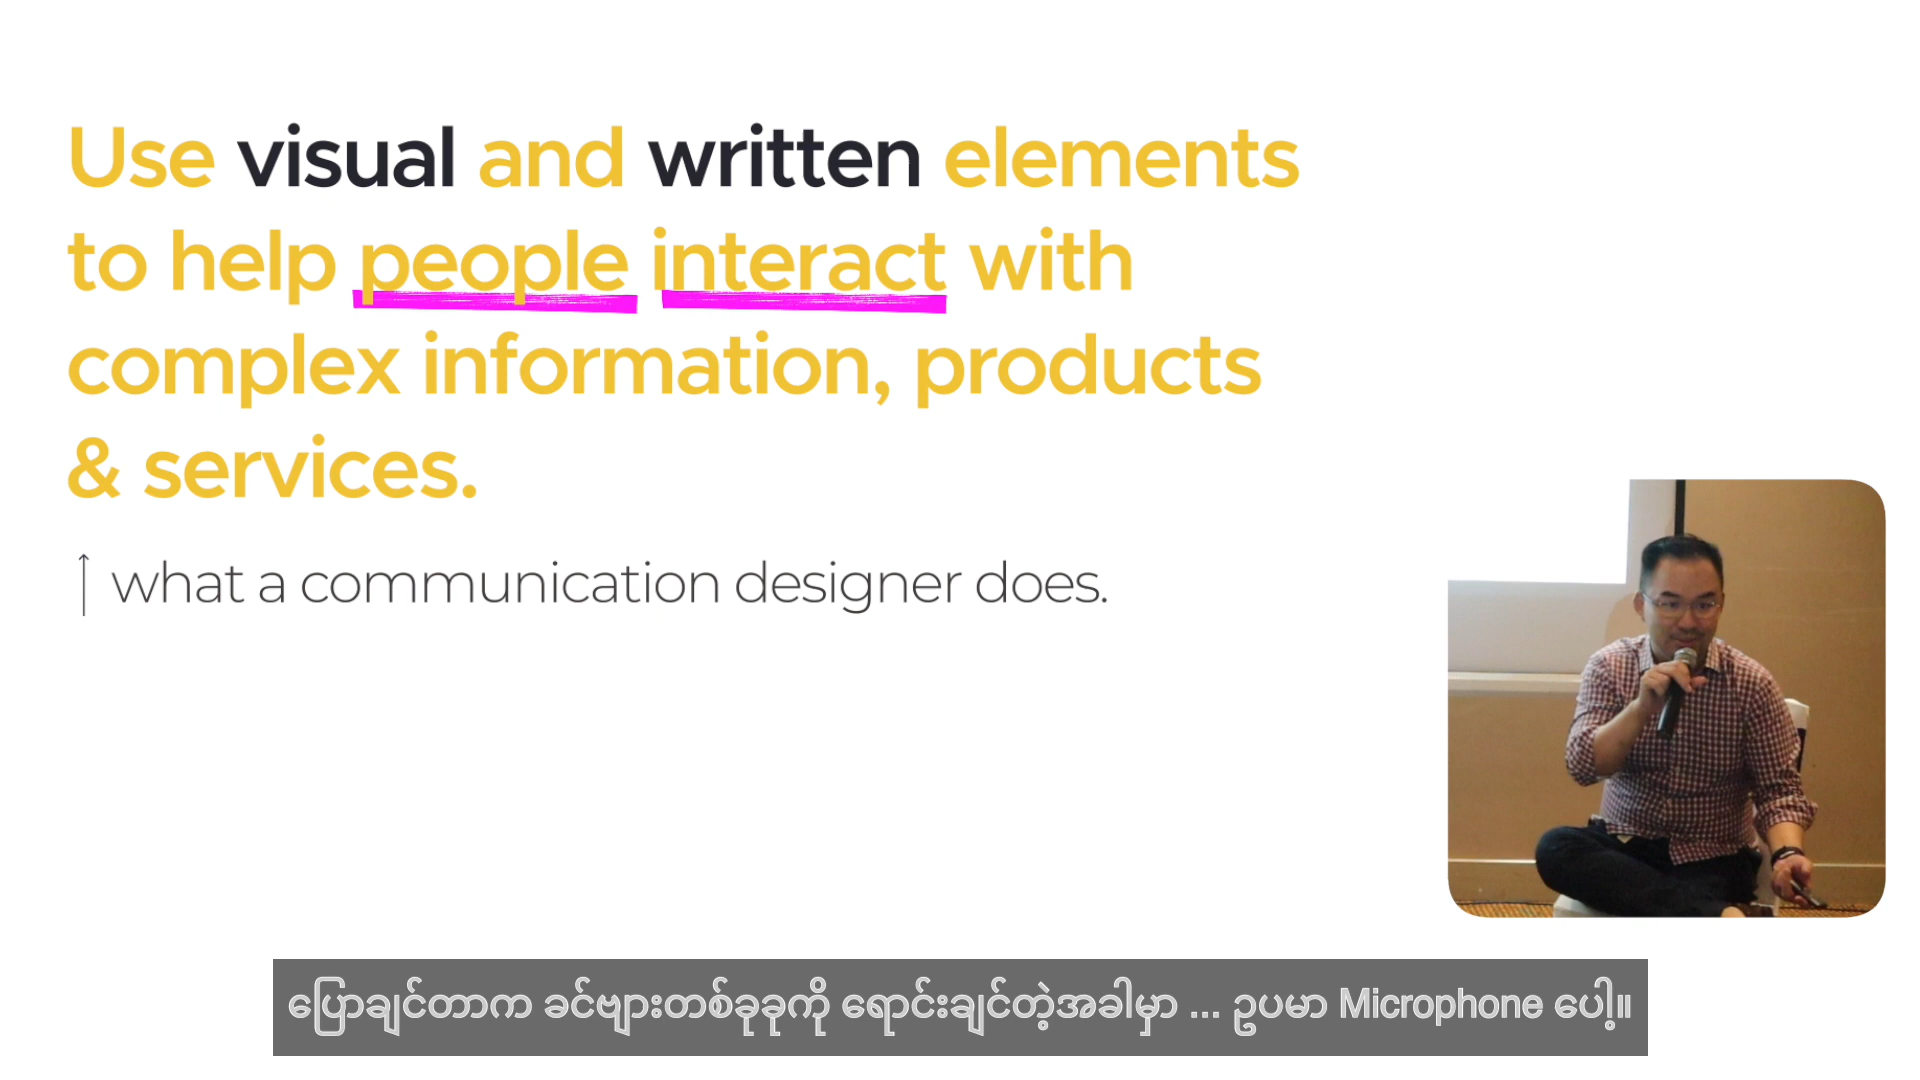 Use visual and written elements
to help people interact with
complex information, products
& services.
↑ what a communication designer does.
ပြောချင်တာက ခင်ဗျားတစ်ခုခုကို ရောင်းချင်တဲ့အခါမှာ ... ဥပမာ Microphone ပေါ့။